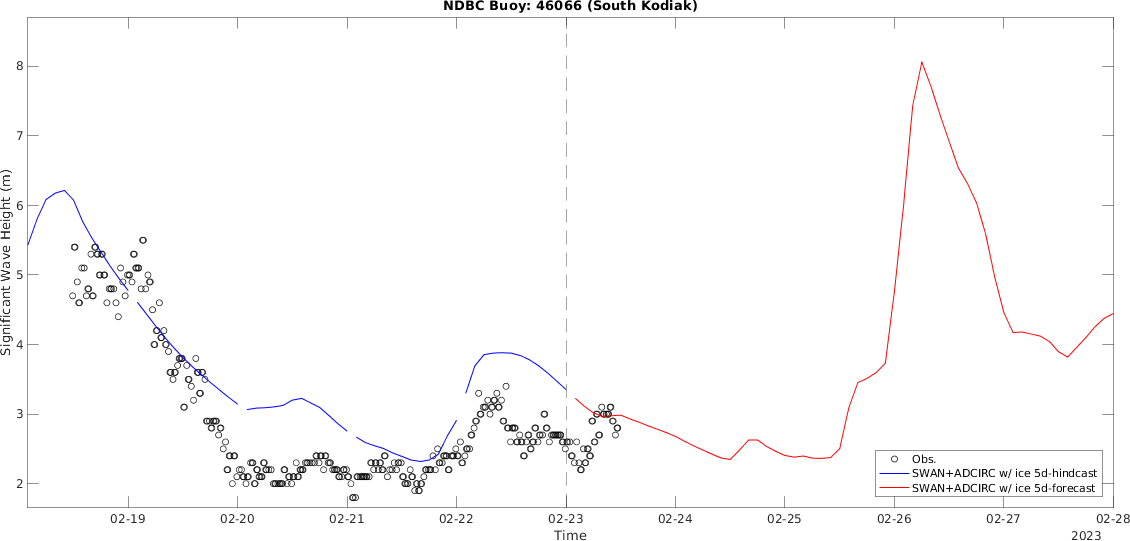 NDBC Buoy: 46066 (South Kodiak)
Significant Wave Height (m)
8
7
6
5
4
3
2
Obs.
SWAN+ADCIRC w/ ice 5d-hindcast
SWAN+ADCIRC w/ ice 5d-forecast
02-19 02-20 02-21 02-22 02-23 02-24 02-25 02-26 02-27 02-28
Time
2023